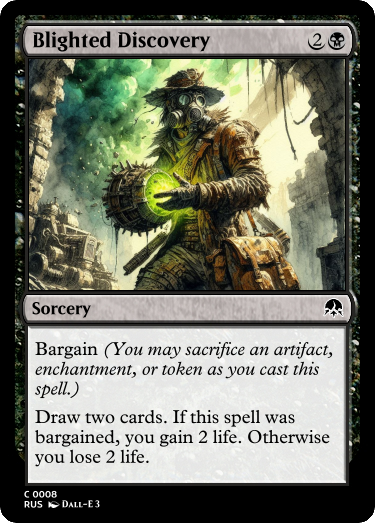 Blighted Discovery 2
Sorcery
Bargain (You may sacrifice an artifact,
enchantment, or token as you cast this
spell.)
Draw two cards. If this spell was
bargained, you gain 2 life. Otherwise
you lose 2 life.
C 0008
RUS DALL-E 3